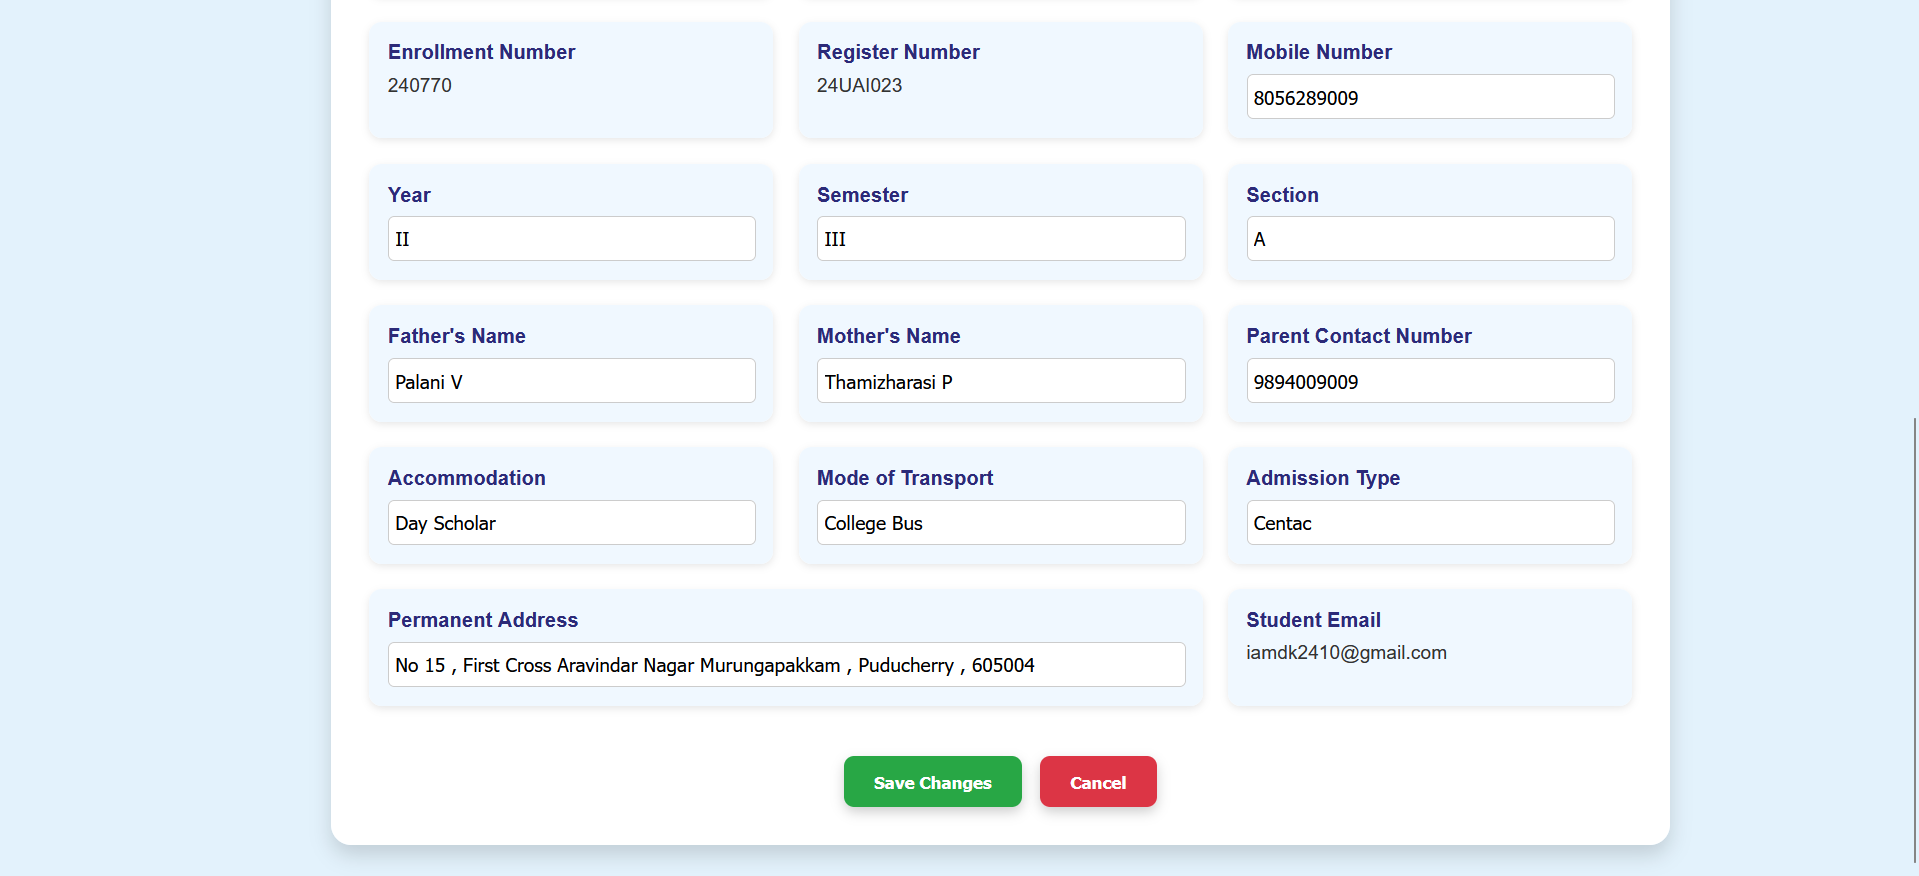 Enrollment Number
240770
Register Number
24UAI023
Mobile Number
8056289009
Year
II
Semester
III
Section
A
Father's Name
Palani V
Mother's Name
Thamizharasi P
Parent Contact Number
9894009009
Accommodation
Day Scholar
Mode of Transport
College Bus
Admission Type
Centac
Permanent Address
No 15 , First Cross Aravindar Nagar Murungapakkam , Puducherry , 605004
Student Email
iamdk2410@gmail.com
Save Changes
Cancel